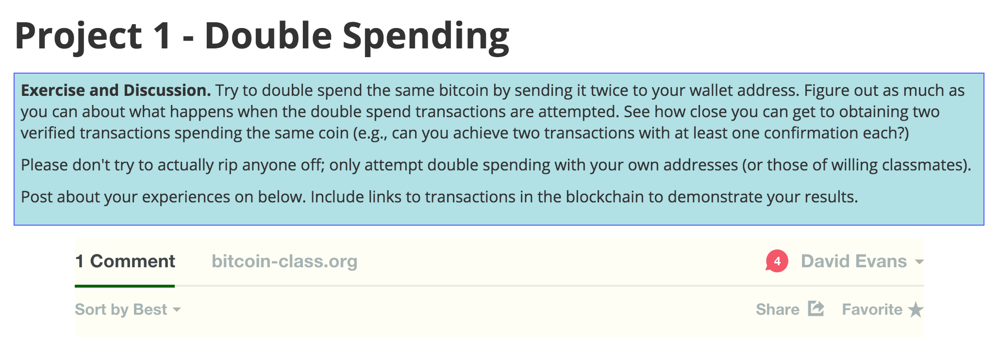 Project 1 - Double Spending
Exercise and Discussion. Try to double spend the same bitcoin by sending it twice to your wallet address. Figure out as much as
you can about what happens when the double spend transactions are attempted. See how close you can get to obtaining two
verified transactions spending the same coin (e.g., can you achieve two transactions with at least one confirmation each?)
Please don't try to actually rip anyone off; only attempt double spending with your own addresses (or those of willing classmates).
Post about your experiences on below. Include links to transactions in the blockchain to demonstrate your results.
1 Comment bitcoin-class.org 4 David Evans
Sort by Best Share Favorite